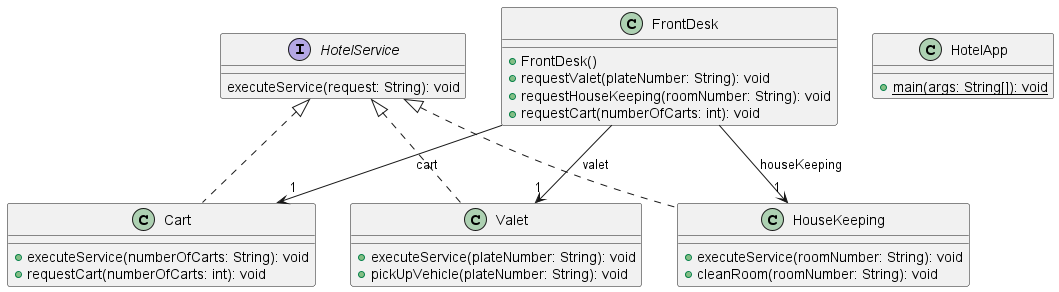 I HotelService
executeService(request: String): void
C FrontDesk
FrontDesk()
requestValet(plateNumber: String): void
requestHouseKeeping(roomNumber: String): void
requestCart(numberOfCarts: int): void
C HotelApp
main(args: String[]): void
cart
valet
houseKeeping
1
1
1
C Cart
executeService(numberOfCarts: String): void
requestCart(numberOfCarts: int): void
C Valet
executeService(plateNumber: String): void
pickUpVehicle(plateNumber: String): void
C HouseKeeping
executeService(roomNumber: String): void
cleanRoom(roomNumber: String): void